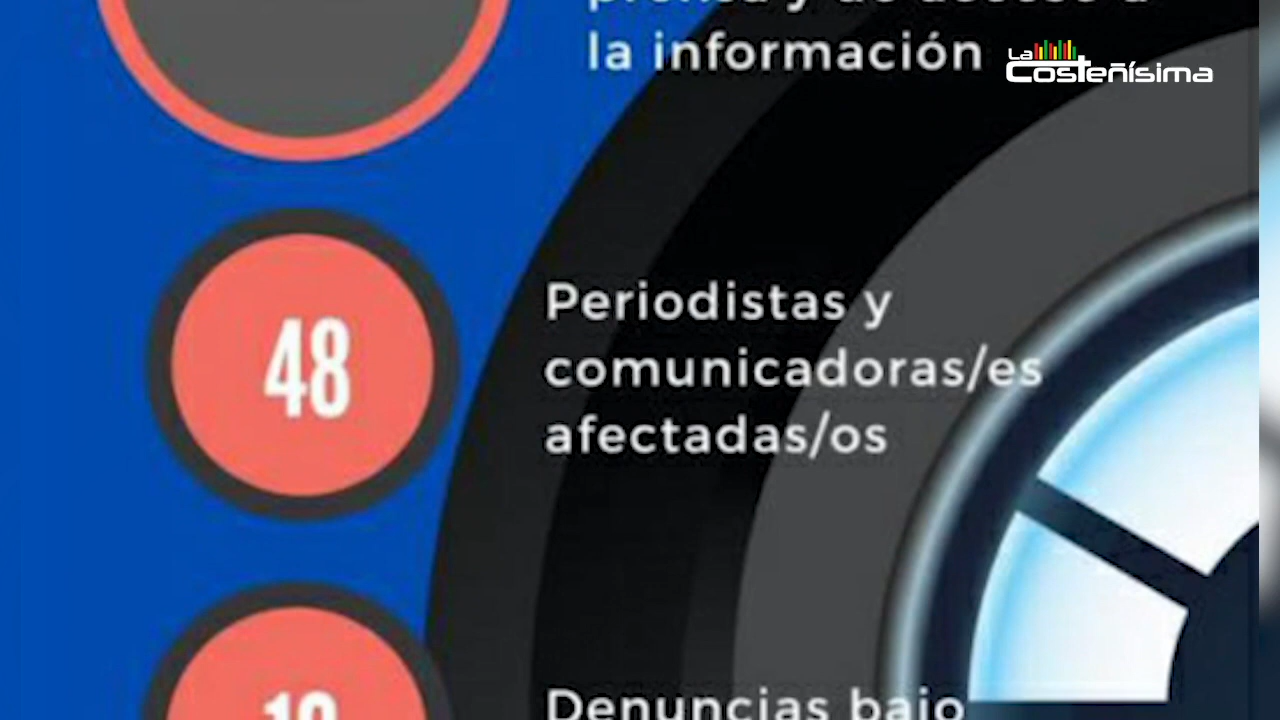 la información
La
Costeñísima
48
Periodistas y
comunicadoras/es
afectadas/os
Denuncias bajo